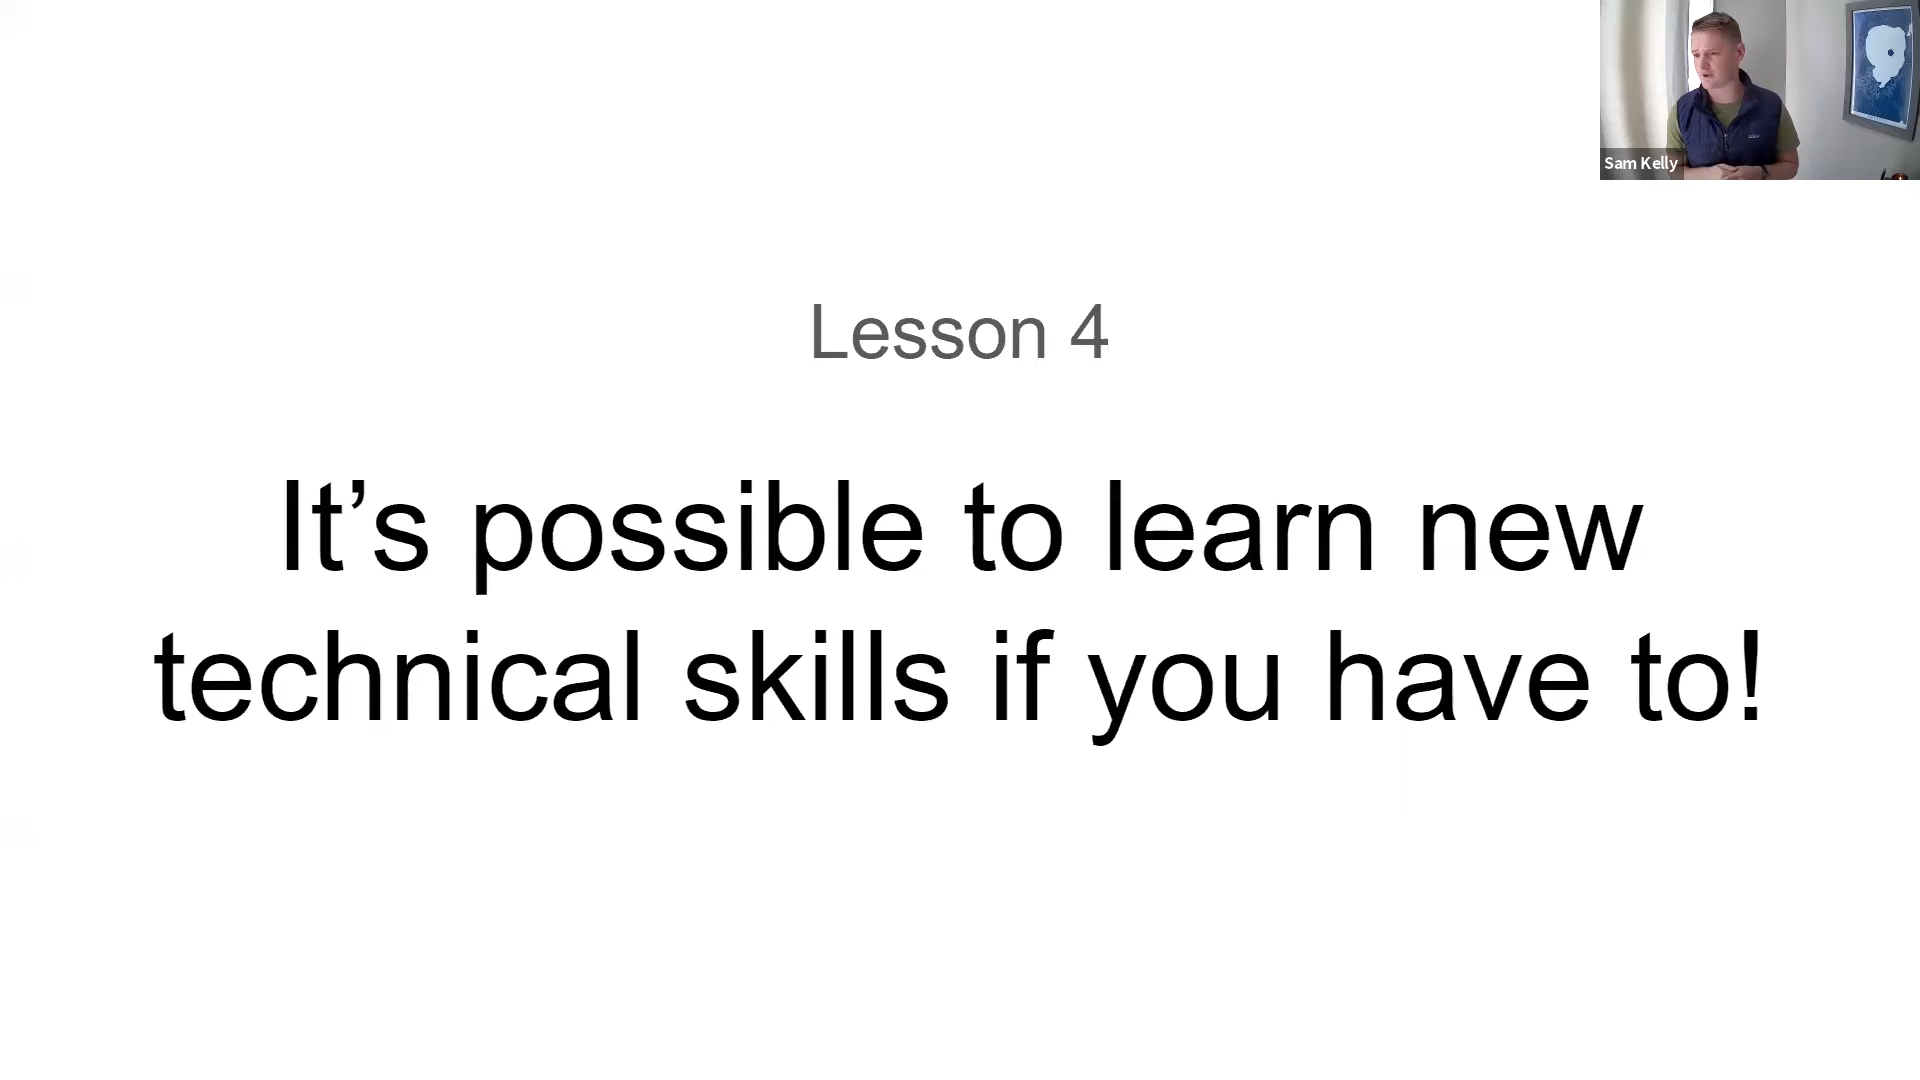 Sam Kelly
Lesson 4
It’s possible to learn new
technical skills if you have to!